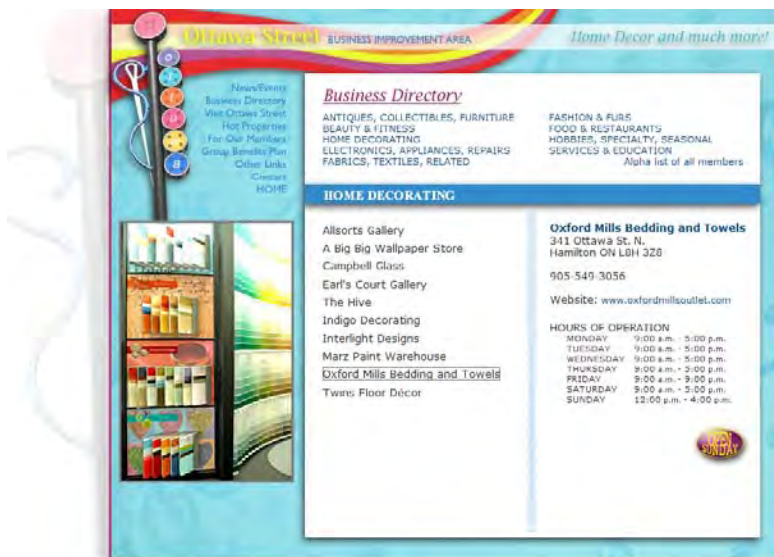 Ottawa Street BUSINESS IMPROVEMENT AREA
Home Decor and much more!
News/Events
Business Directory
Visit Ottawa Street
Hot Properties
For Our Members
Group Benefits Plan
Other Links
Contact
HOME
Business Directory
ANTIQUES, COLLECTIBLES, FURNITURE
BEAUTY & FITNESS
HOME DECORATING
ELECTRONICS, APPLIANCES, REPAIRS
FABRICS, TEXTILES, RELATED
FASHION & FURS
FOOD & RESTAURANTS
HOBBIES, SPECIALTY, SEASONAL
SERVICES & EDUCATION
Alpha list of all members
HOME DECORATING
Allsorts Gallery
A Big Big Wallpaper Store
Campbell Glass
Earl's Court Gallery
The Hive
Indigo Decorating
Interlight Designs
Marz Paint Warehouse
Oxford Mills Bedding and Towels
Twins Floor Décor
Oxford Mills Bedding and Towels
341 Ottawa St. N.
Hamilton ON L8H 3Z8
905-549-3056
Website: www.oxfordmillsoutlet.com
HOURS OF OPERATION
MONDAY 9:00 a.m. - 5:00 p.m.
TUESDAY 9:00 a.m. - 5:00 p.m.
WEDNESDAY 9:00 a.m. - 5:00 p.m.
THURSDAY 9:00 a.m. - 5:00 p.m.
FRIDAY 9:00 a.m. - 9:00 p.m.
SATURDAY 9:00 a.m. - 5:00 p.m.
SUNDAY 12:00 p.m. - 4:00 p.m.
OPEN
SUNDAY